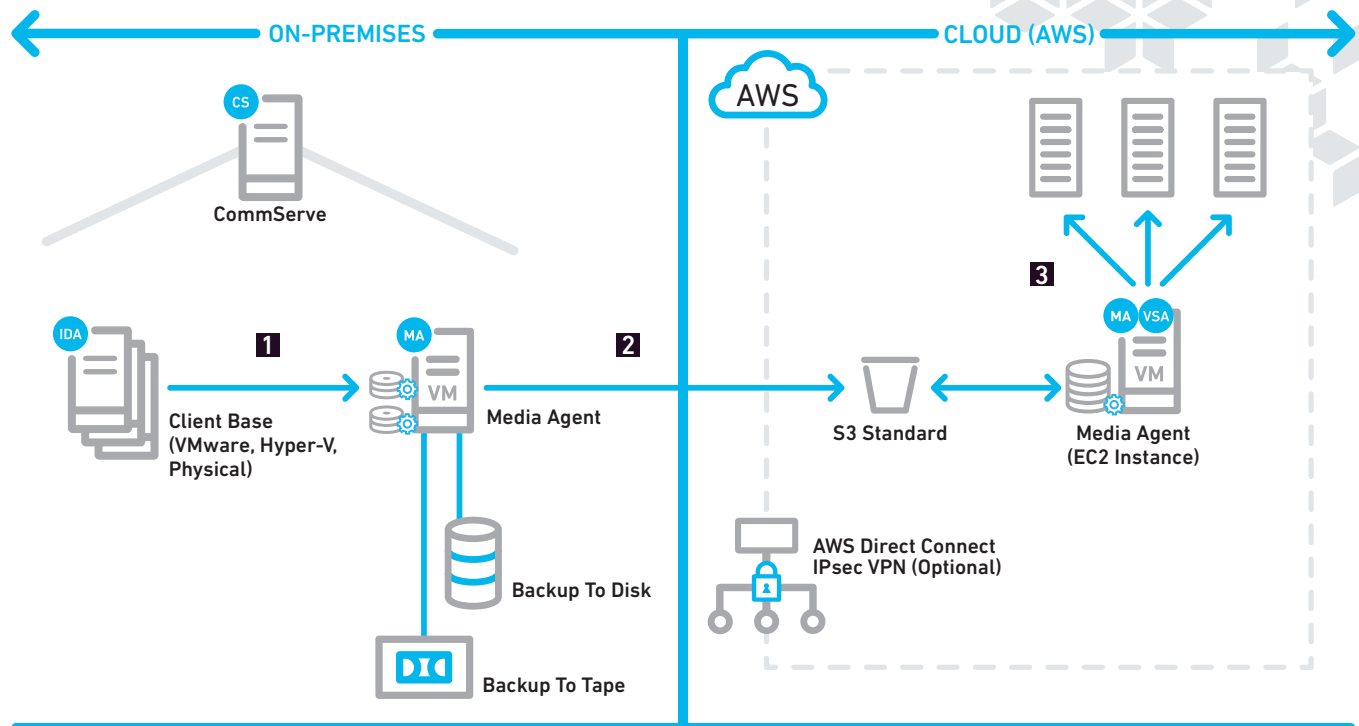 ON-PREMISES
CLOUD (AWS)
AWS
CS
CommServe
IDA
1
Client Base
(VMware, Hyper-V,
Physical)
MA
VM
Media Agent
2
Backup To Disk
Backup To Tape
S3 Standard
3
MA
VSA
VM
Media Agent
(EC2 Instance)
AWS Direct Connect
IPsec VPN (Optional)